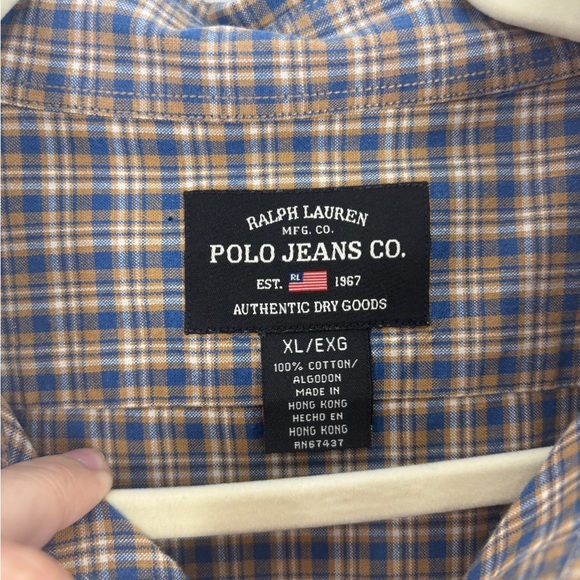 RALPH LAUREN
MFG. CO.
POLO JEANS CO.
EST. RL 1967
AUTHENTIC DRY GOODS
XL/EXG
100% COTTON/
ALGODON
MADE IN
HONG KONG
HECHO EN
HONG KONG
RN67437